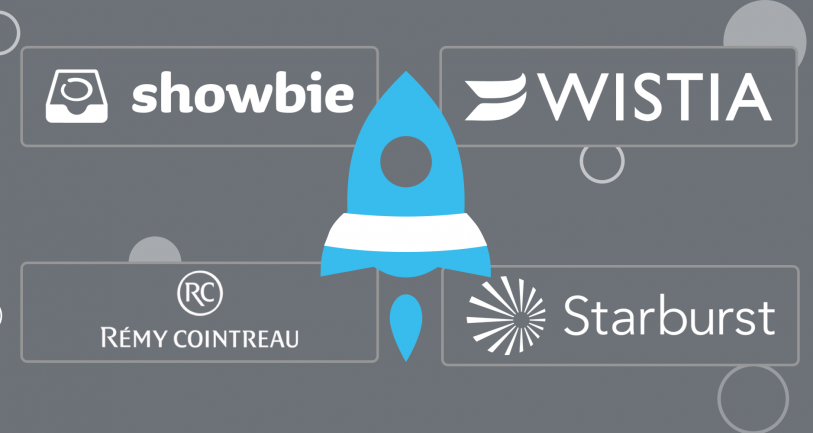 showbie
WISTIA
RC
RÉMY COINTREAU
Starburst